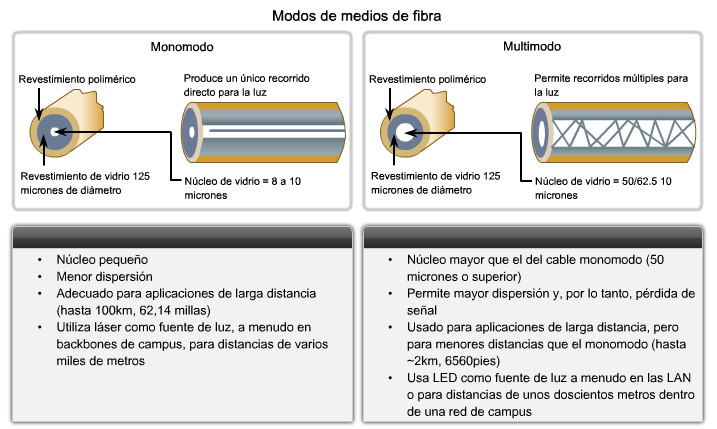 Modos de medios de fibra
Monomodo
Revestimiento polimérico
Produce un único recorrido
directo para la luz
Revestimiento de vidrio 125
micrones de diámetro
Núcleo de vidrio = 8 a 10
micrones
Multimodo
Revestimiento polimérico
Permite recorridos múltiples para
la luz
Revestimiento de vidrio 125
micrones de diámetro
Núcleo de vidrio = 50/62.5 10
micrones
• Núcleo pequeño
• Menor dispersión
• Adecuado para aplicaciones de larga distancia
(hasta 100km, 62,14 millas)
• Utiliza láser como fuente de luz, a menudo en
backbones de campus, para distancias de varios
miles de metros
• Núcleo mayor que el del cable monomodo (50
micrones o superior)
• Permite mayor dispersión y, por lo tanto, pérdida de
señal
• Usado para aplicaciones de larga distancia, pero
para menores distancias que el monomodo (hasta
~2km, 6560pies)
• Usa LED como fuente de luz a menudo en las LAN
o para distancias de unos doscientos metros dentro
de una red de campus